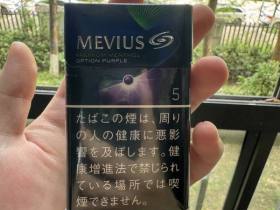 MEVIUS
PREMIUM MENTHOL
OPTION PURPLE
5
たばこの煙は、周り
の人の健康に悪影
響を及ぼします。健
康増進法で禁じられ
ている場所では喫
煙できません。